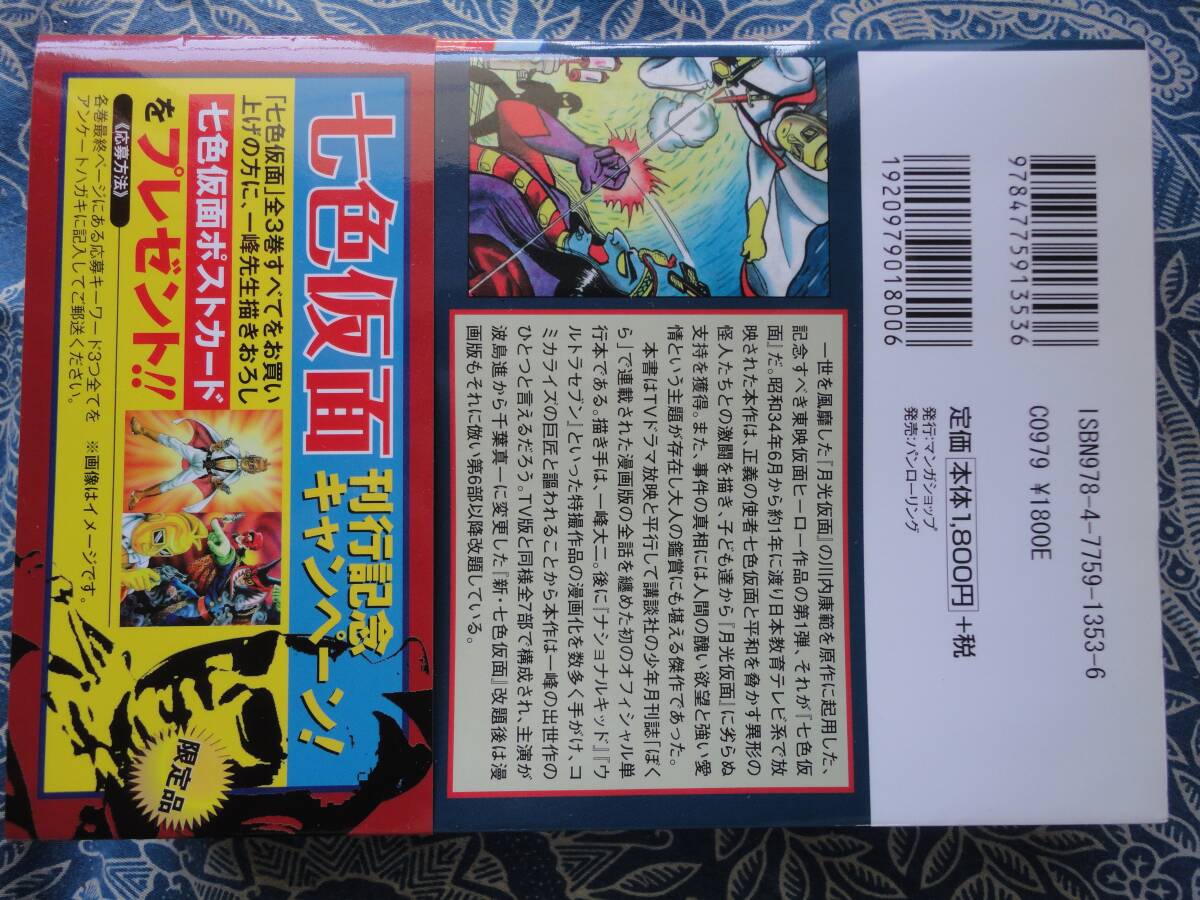 ISBN978-4-7759-1353-6
C0979 ¥1800E
9784775913536
1920979018006
定価 本体1,800円+税
発行:マンガショップ
発売:パンローリング
一世を風靡した『月光仮面』の川内康範を原作に起用した、
記念すべき東映仮面ヒーロー作品の第1弾、それが『七色仮
面』だ。昭和34年6月から約1年に渡り日本教育テレビ系で放
映された本作は、正義の使者七色仮面と平和を脅かす異形の
怪人たちとの激闘を描き、子ども達から『月光仮面』に劣らぬ
支持を獲得。また、事件の真相には人間の醜い欲望と強い愛
情という主題が存在し大人の鑑賞にも堪える傑作であった。
本書はTVドラマ放映と平行して講談社の少年月刊誌「ぼく
ら」で連載された漫画版の全話を纏めた初のオフィシャル単
行本である。描き手は、一峰大二。後に『ナショナルキッド』『ウ
ルトラセブン』といった特撮作品の漫画化を数多く手がけ、コ
ミカライズの巨匠と謳われることから本作は一峰の出世作の
ひとつと言えるだろう。TV版と同様全7部で構成され、主演が
波島進から千葉真一に変更した『新・七色仮面』改題後は漫
画版もそれに倣い第6部以降改題している。
七色仮面
刊行記念
キャンペーン!
「七色仮面」全3巻すべてをお買い
上げの方に、一峰先生描きおろし
七色仮面ポストカード
をプレゼント!!
《応募方法》
各巻最終ページにある応募キーワード3つ全てを
アンケートハガキに記入してご郵送ください。
※画像はイメージです。
限定品